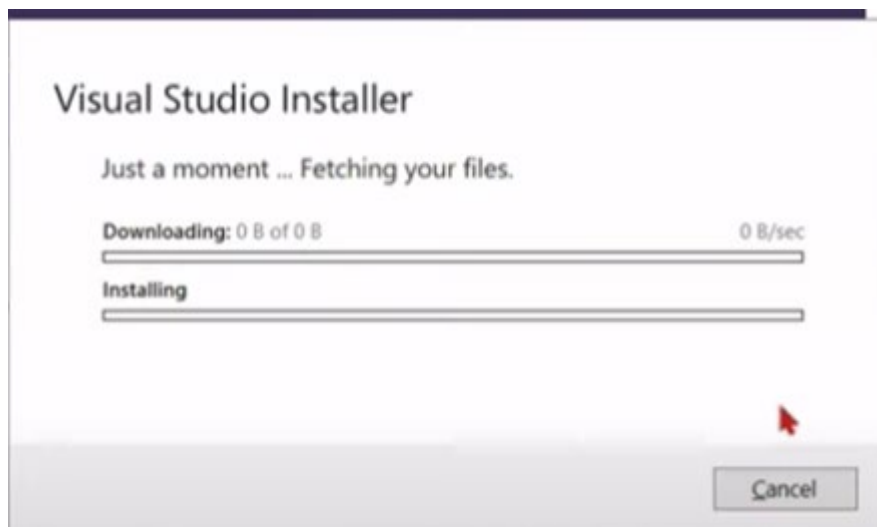 Visual Studio Installer
Just a moment ... Fetching your files.
Downloading: 0 B of 0 B 0 B/sec
Installing
Cancel